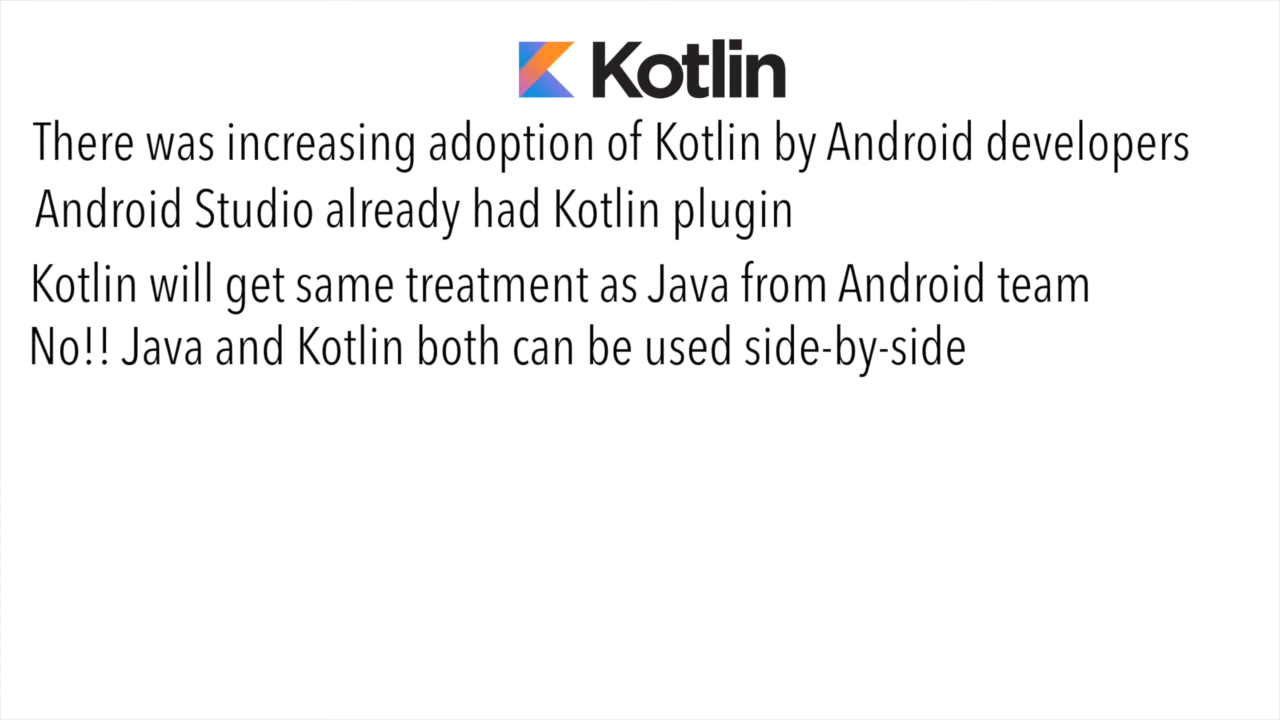 Kotlin
There was increasing adoption of Kotlin by Android developers
Android Studio already had Kotlin plugin
Kotlin will get same treatment as Java from Android team
No!! Java and Kotlin both can be used side-by-side